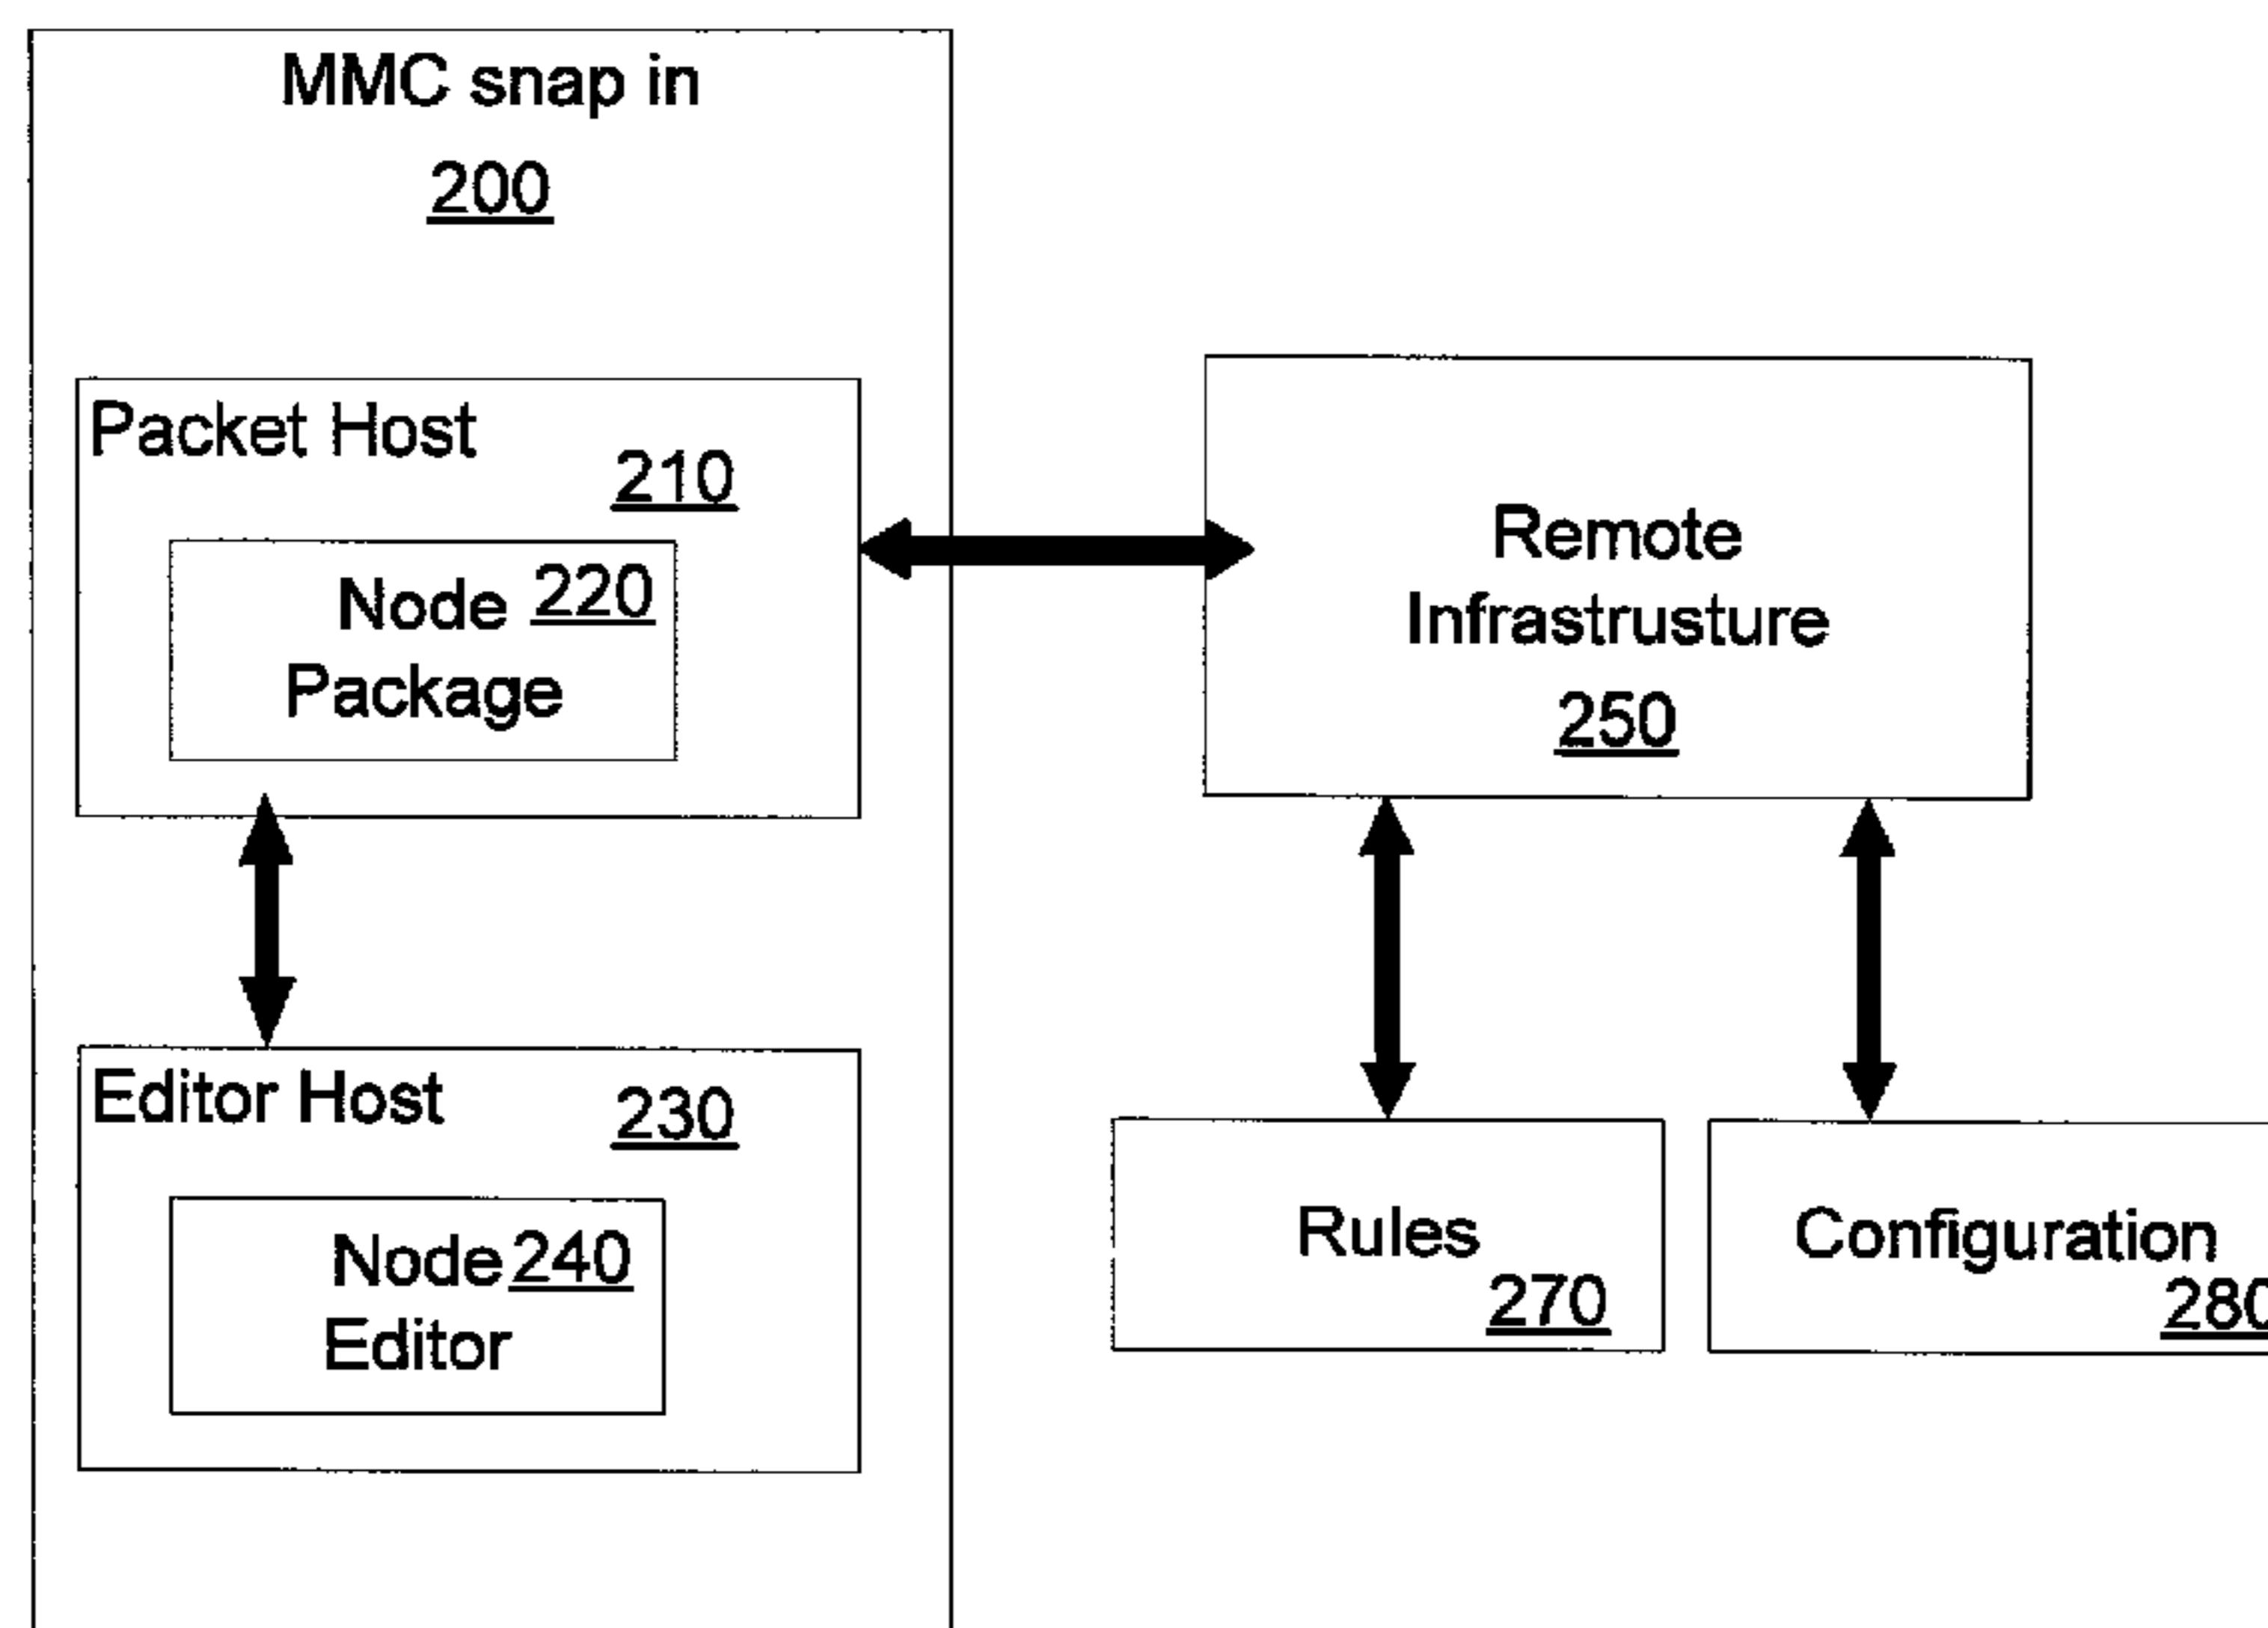 MMC snap in
200
Packet Host
210
Node 220
Package
Editor Host
230
Node 240
Editor
Remote
Infrastrusture
250
Rules
270
Configuration
280